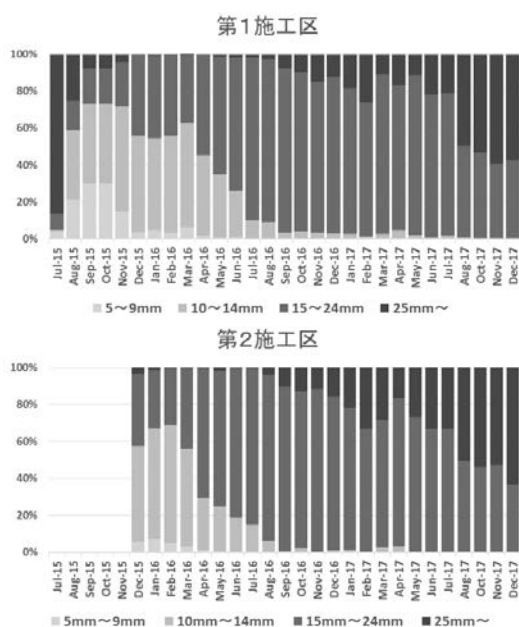 第1施工区
100%
80%
60%
40%
20%
0%
Jul-15 Aug-15 Sep-15 Oct-15 Nov-15 Dec-15 Jan-16 Feb-16 Mar-16 Apr-16 May-16 Jun-16 Jul-16 Aug-16 Sep-16 Oct-16 Nov-16 Dec-16 Jan-17 Feb-17 Mar-17 Apr-17 May-17 Jun-17 Jul-17 Aug-17 Oct-17 Nov-17 Dec-17
5～9mm 10～14mm 15～24mm 25mm～
第2施工区
100%
80%
60%
40%
20%
0%
Jul-15 Aug-15 Sep-15 Oct-15 Nov-15 Dec-15 Jan-16 Feb-16 Mar-16 Apr-16 May-16 Jun-16 Jul-16 Aug-16 Sep-16 Oct-16 Nov-16 Dec-16 Jan-17 Feb-17 Mar-17 Apr-17 May-17 Jun-17 Jul-17 Aug-17 Oct-17 Nov-17 Dec-17
5mm～9mm 10mm～14mm 15mm～24mm 25mm～